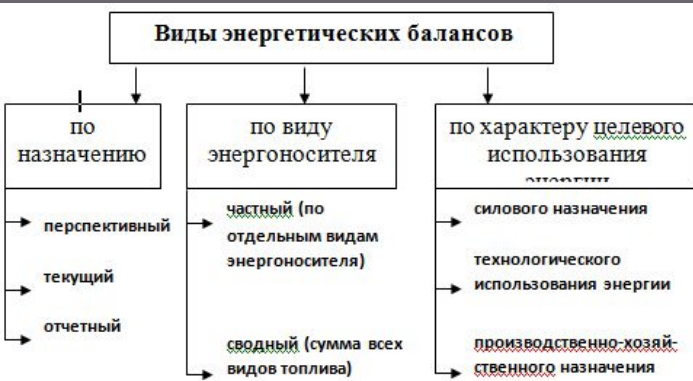 Виды энергетических балансов
по
назначению
перспективный
текущий
отчетный
по виду
энергоносителя
частный (по
отдельным видам
энергоносителя)
сводный (сумма всех
видов топлива)
по характеру целевого
использования
энергии
силового назначения
технологического
использования энергии
производственно-хозяй-
ственного назначения